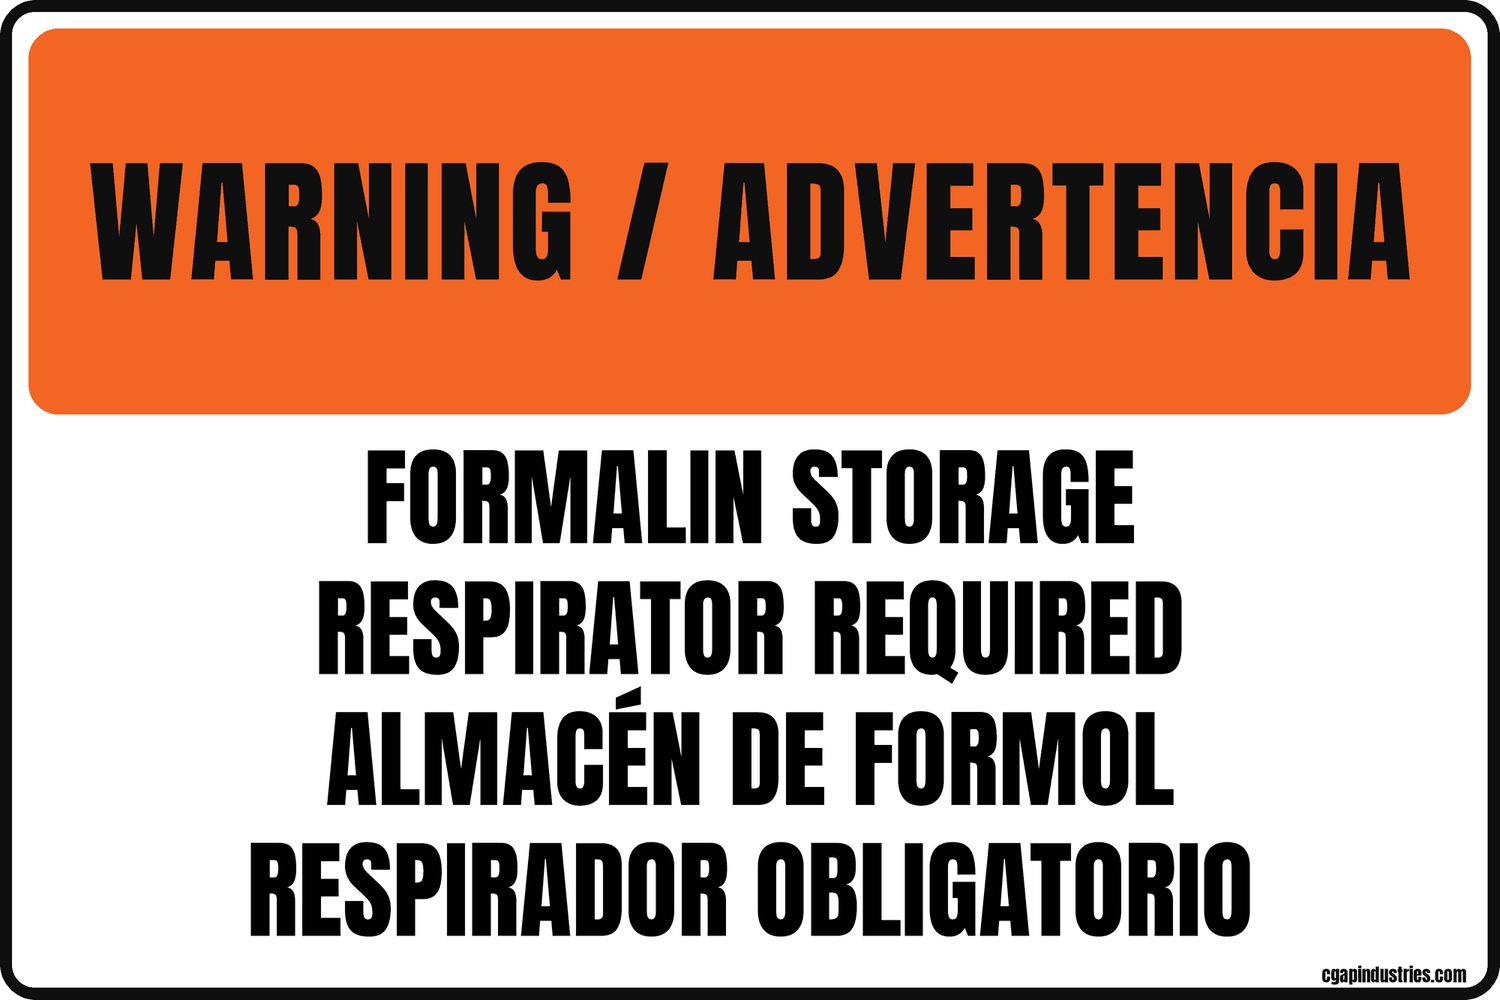 WARNING / ADVERTENCIA
FORMALIN STORAGE
RESPIRATOR REQUIRED
ALMACÉN DE FORMOL
RESPIRADOR OBLIGATORIO
cgapindustries.com